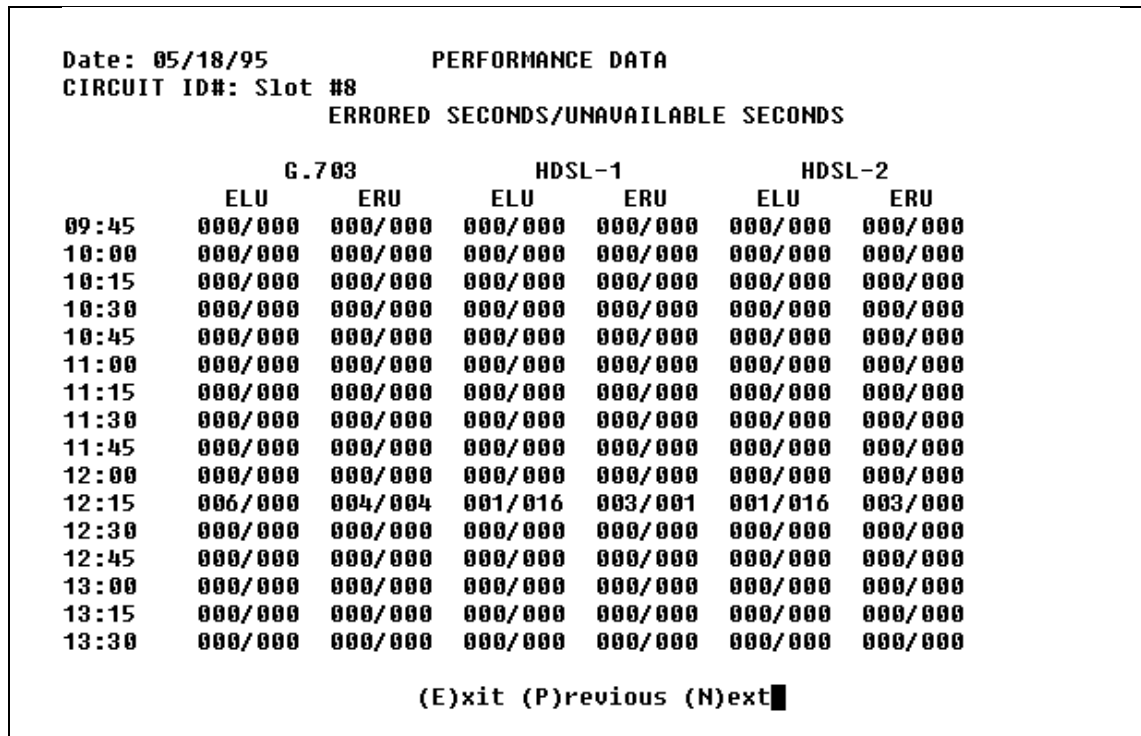 Date: 05/18/95 PERFORMANCE DATA
CIRCUIT ID#: Slot #8
ERRORED SECONDS/UNAVAILABLE SECONDS
G.703 HDSL-1 HDSL-2
ELU ERU ELU ERU ELU ERU
09:45 000/000 000/000 000/000 000/000 000/000 000/000
10:00 000/000 000/000 000/000 000/000 000/000 000/000
10:15 000/000 000/000 000/000 000/000 000/000 000/000
10:30 000/000 000/000 000/000 000/000 000/000 000/000
10:45 000/000 000/000 000/000 000/000 000/000 000/000
11:00 000/000 000/000 000/000 000/000 000/000 000/000
11:15 000/000 000/000 000/000 000/000 000/000 000/000
11:30 000/000 000/000 000/000 000/000 000/000 000/000
11:45 000/000 000/000 000/000 000/000 000/000 000/000
12:00 000/000 000/000 000/000 000/000 000/000 000/000
12:15 006/000 004/004 001/016 003/001 001/016 003/000
12:30 000/000 000/000 000/000 000/000 000/000 000/000
12:45 000/000 000/000 000/000 000/000 000/000 000/000
13:00 000/000 000/000 000/000 000/000 000/000 000/000
13:15 000/000 000/000 000/000 000/000 000/000 000/000
13:30 000/000 000/000 000/000 000/000 000/000 000/000
(E)xit (P)revious (N)ext